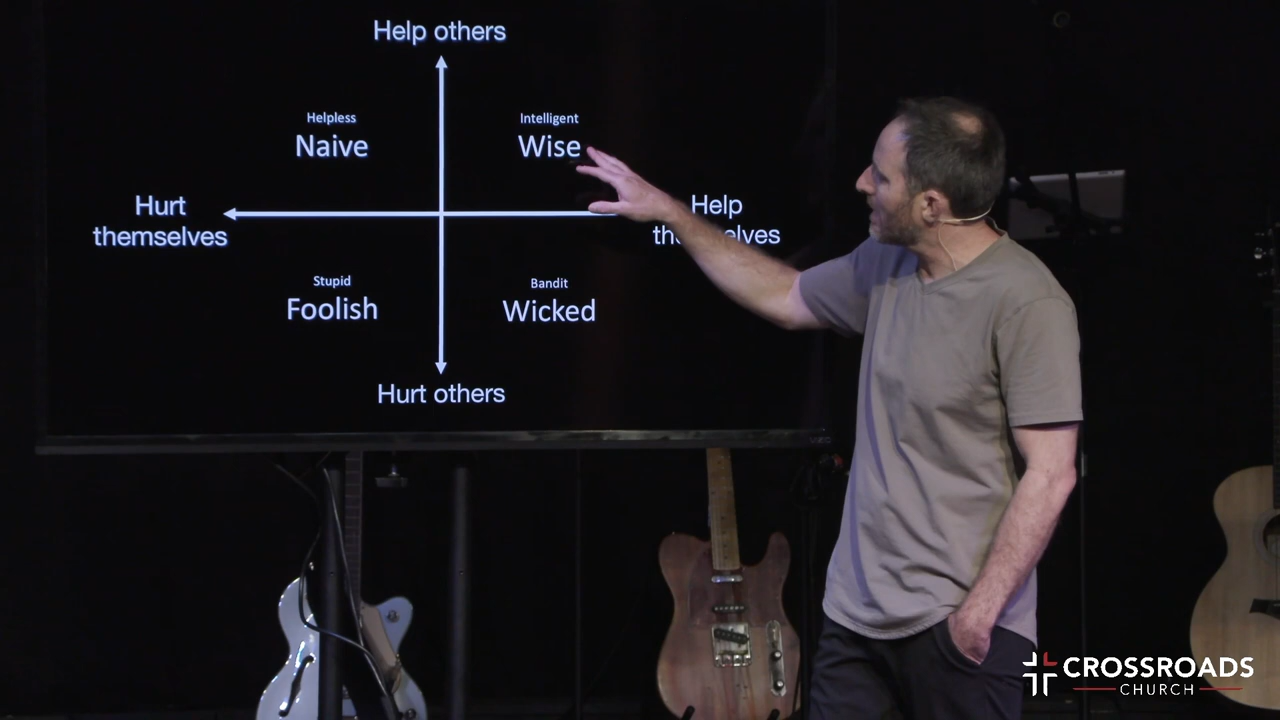 Help others
Helpless
Naive
Intelligent
Wise
Hurt
themselves
Help
Stupid
Foolish
Bandit
Wicked
Hurt others
CROSSROADS
CHURCH